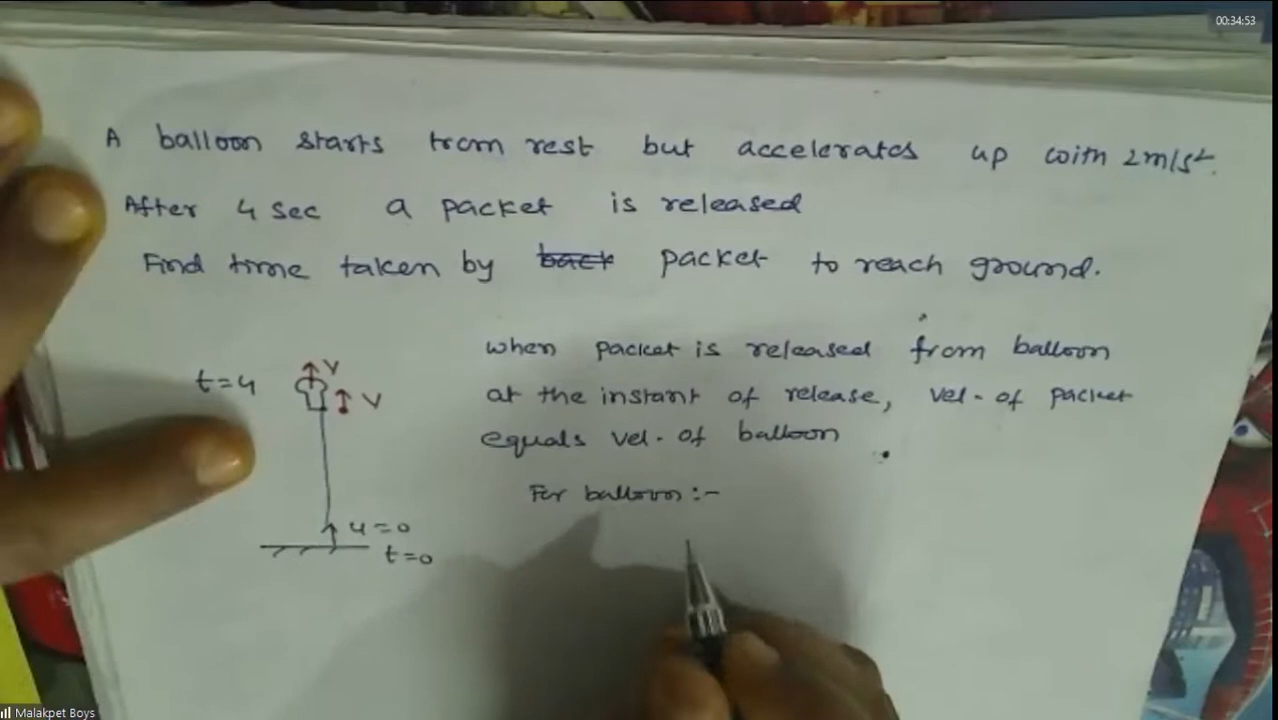 00:34:53
A balloon starts from rest but accelerates up with 2m/s².
After 4 sec a packet is released
Find time taken by back packet to reach ground.
when packet is released from balloon
at the instant of release, vel. of packet
equals vel. of balloon
For balloon :-
t=4
V
V
u=0
t=0
Malakpet Boys